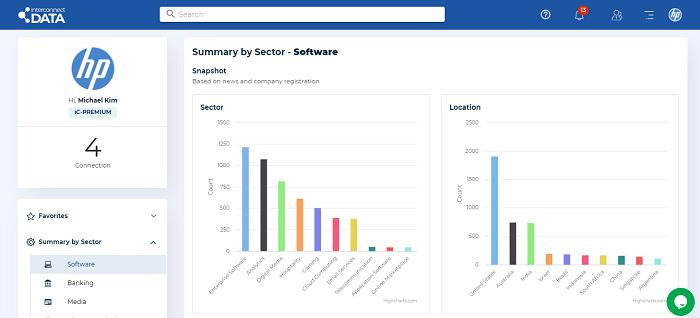 interconnect
DATA
Search
13
hp
hp
Hi, Michael Kim
iC-PREMIUM
4
Connection
Favorites
Summary by Sector
Software
Banking
Media
Summary by Sector - Software
Snapshot
Based on news and company registration
Sector
1500
1250
1000
750
500
250
0
Count
Enterprise Software
Analytics
Digital Media
Hospitality
Gaming
Cloud Computing
Email Services
Telecommunication
Application Software
Online Marketplace
Highcharts.com
Location
2500
2000
1500
1000
500
0
Count
United States
Australia
India
Israel
Brazil
Indonesia
South Africa
China
Singapore
Argentina
Highcharts.com